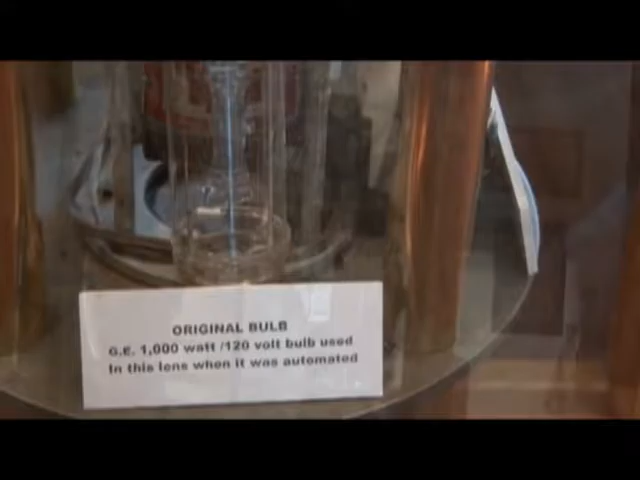 ORIGINAL BULB
G.E. 1,000 watt /120 volt bulb used
In this lens when it was automated